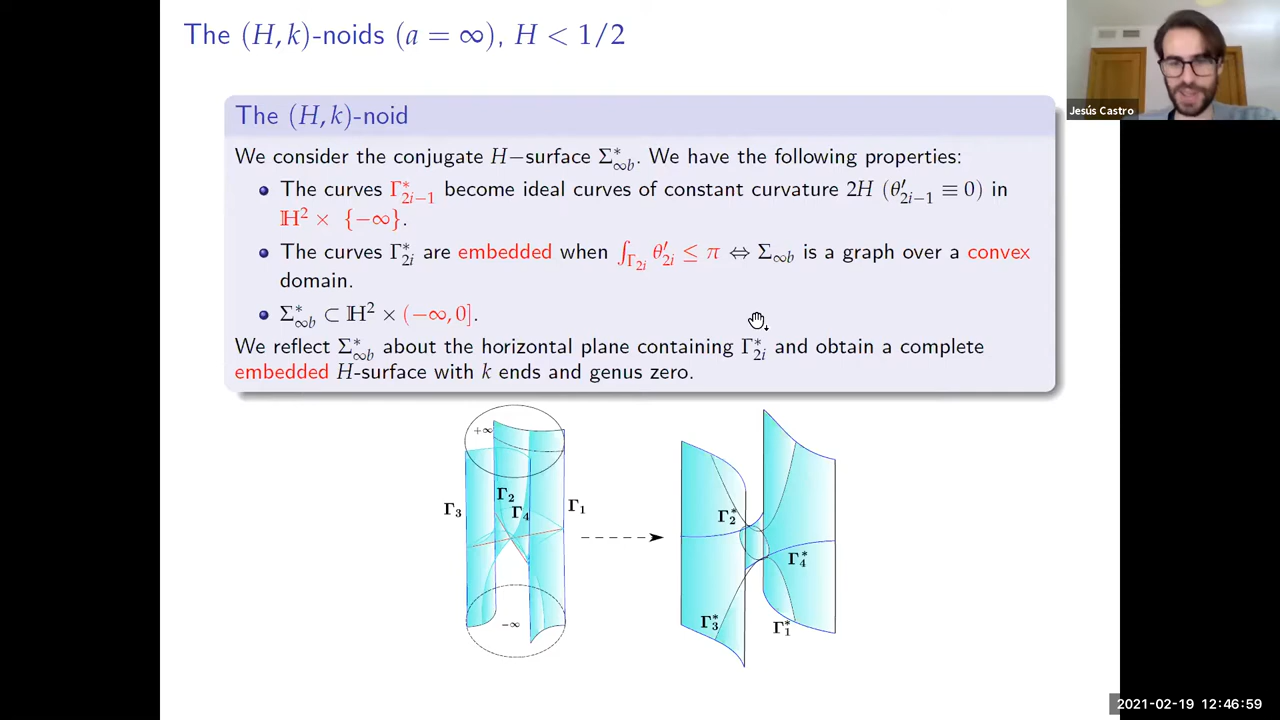 The (H, k)-noids (a = ∞), H < 1/2
Jesús Castro
The (H, k)-noid
We consider the conjugate H−surface Σ*∞b. We have the following properties:
The curves Γ*2i−1 become ideal curves of constant curvature 2H (θ′2i−1 ≡ 0) in
ℍ² × {−∞}.
The curves Γ*2i are embedded when ∫Γ2i θ′2i ≤ π ⇔ Σ∞b is a graph over a convex
domain.
Σ*∞b ⊂ ℍ² × (−∞, 0].
We reflect Σ*∞b about the horizontal plane containing Γ*2i and obtain a complete
embedded H-surface with k ends and genus zero.
+∞
Γ2
Γ3
Γ4
Γ1
−∞
Γ*2
Γ*4
Γ*3
Γ*1
2021-02-19 12:46:59